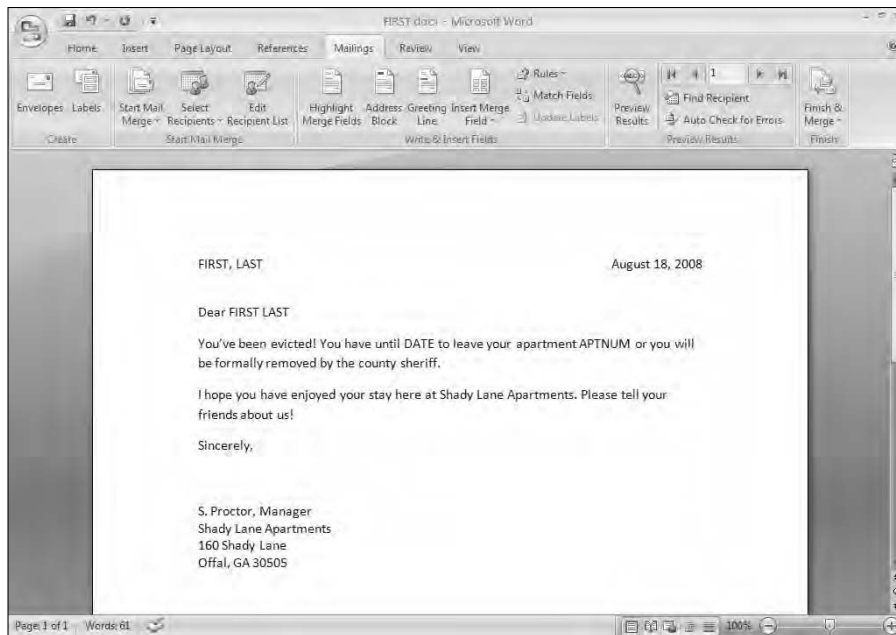 FIRST.docx - Microsoft Word
Home Insert Page Layout References Mailings Review View
Rules
Match Fields
Update Labels
1
Find Recipient
Auto Check for Errors
Envelopes Labels Start Mail Merge Select Recipients Edit Recipient List Highlight Merge Fields Address Block Greeting Line Insert Merge Field Preview Results Finish & Merge
Create Start Mail Merge Write & Insert Fields Preview Results Finish
FIRST, LAST August 18, 2008
Dear FIRST LAST
You've been evicted! You have until DATE to leave your apartment APTNUM or you will
be formally removed by the county sheriff.
I hope you have enjoyed your stay here at Shady Lane Apartments. Please tell your
friends about us!
Sincerely,
S. Proctor, Manager
Shady Lane Apartments
160 Shady Lane
Offal, GA 30505
Page: 1 of 1 Words: 61 100%